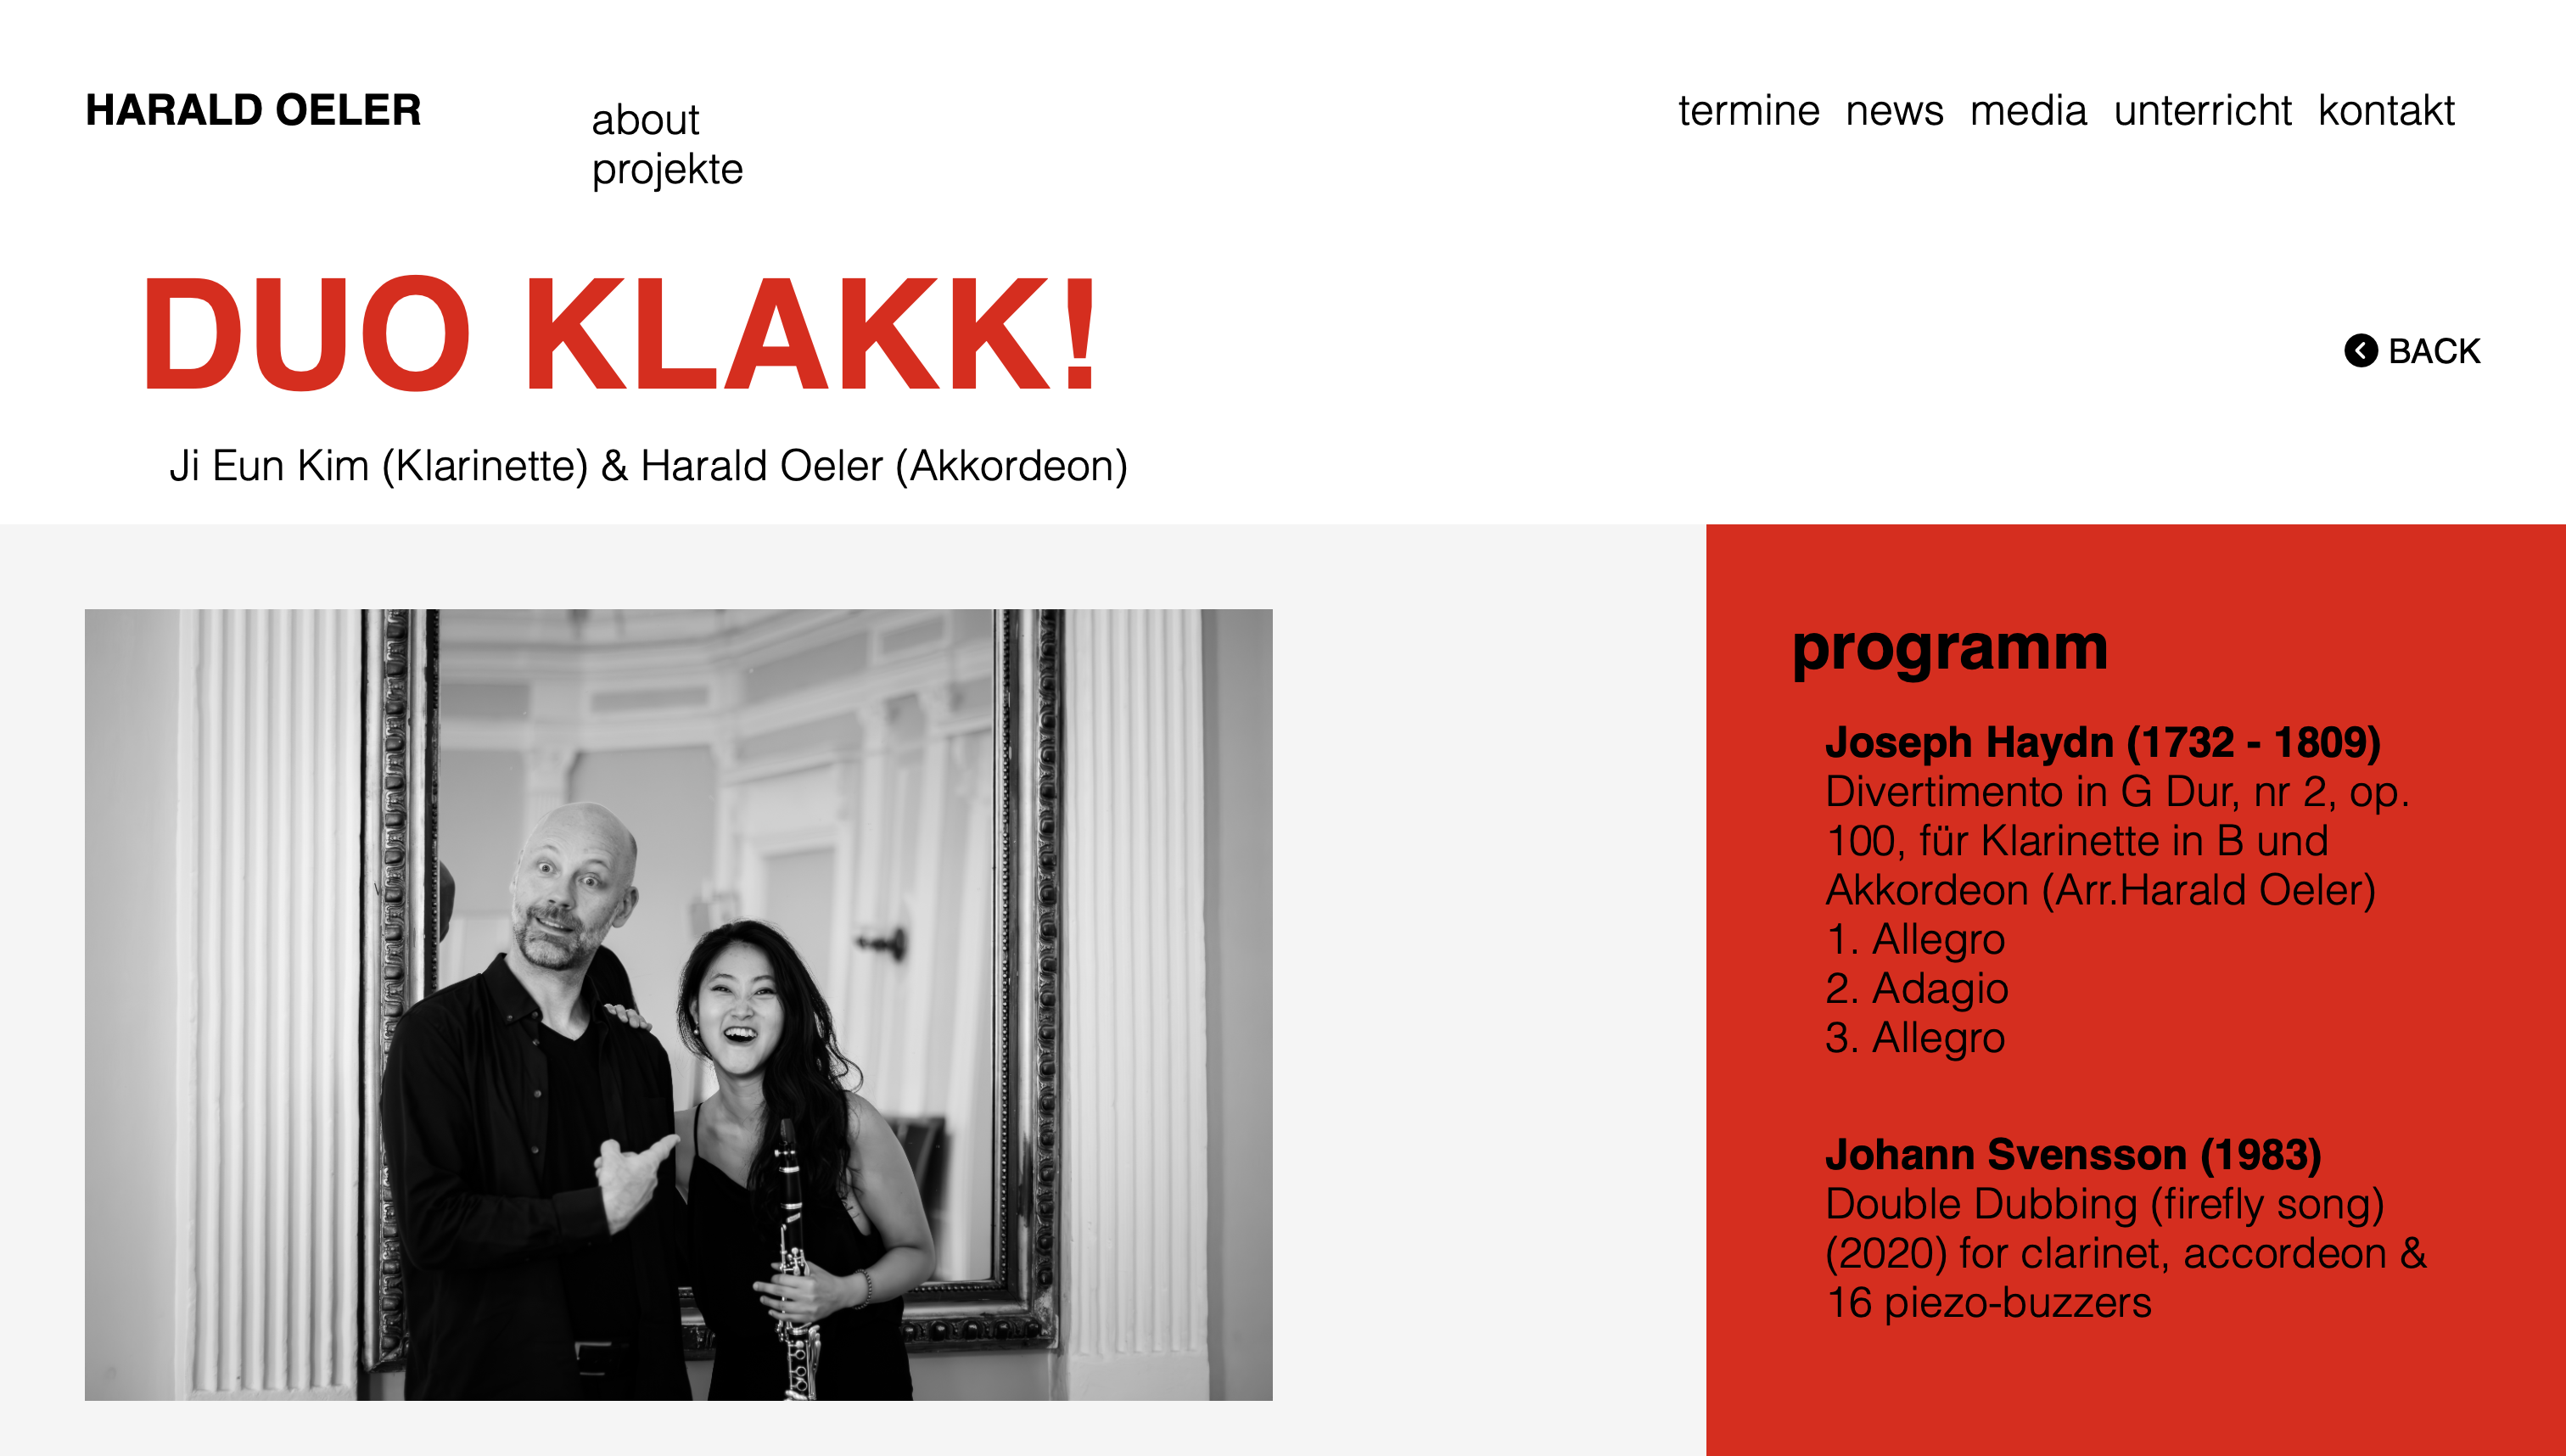 HARALD OELER
about
projekte
termine news media unterricht kontakt
DUO KLAKK!
BACK
Ji Eun Kim (Klarinette) & Harald Oeler (Akkordeon)
programm
Joseph Haydn (1732 - 1809)
Divertimento in G Dur, nr 2, op.
100, für Klarinette in B und
Akkordeon (Arr.Harald Oeler)
1. Allegro
2. Adagio
3. Allegro
Johann Svensson (1983)
Double Dubbing (firefly song)
(2020) for clarinet, accordeon &
16 piezo-buzzers